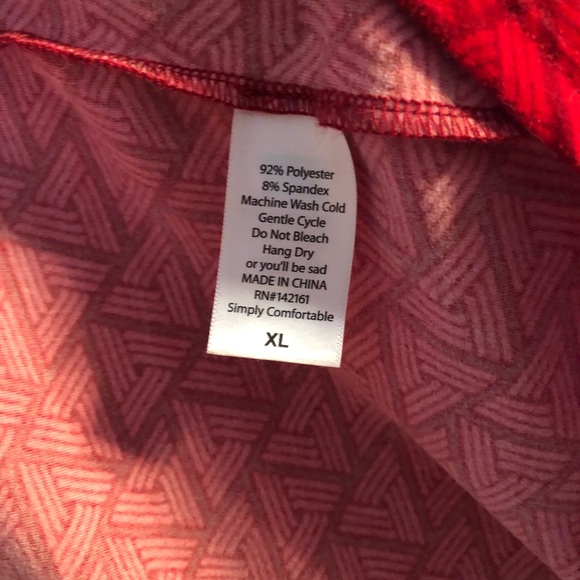 92% Polyester
8% Spandex
Machine Wash Cold
Gentle Cycle
Do Not Bleach
Hang Dry
or you'll be sad
MADE IN CHINA
RN#142161
Simply Comfortable
XL